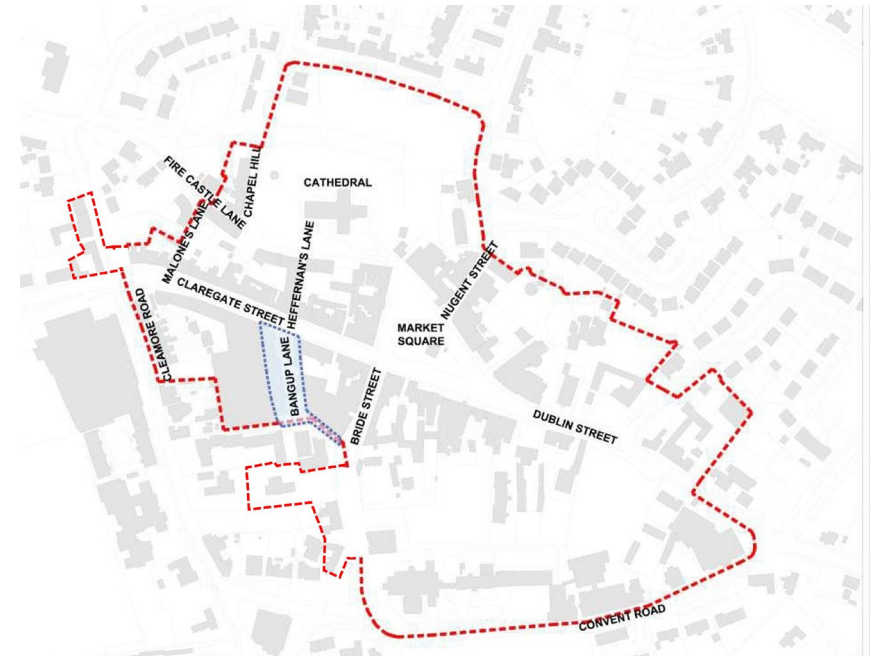 FIRE CASTLE LANE
CHAPEL HILL
CATHEDRAL
MALONE'S LANE
HEFFERNAN'S LANE
CLAREGATE STREET
NUGENT STREET
MARKET
SQUARE
CLEAMORE ROAD
BANGUP LANE
BRIDE STREET
DUBLIN STREET
CONVENT ROAD